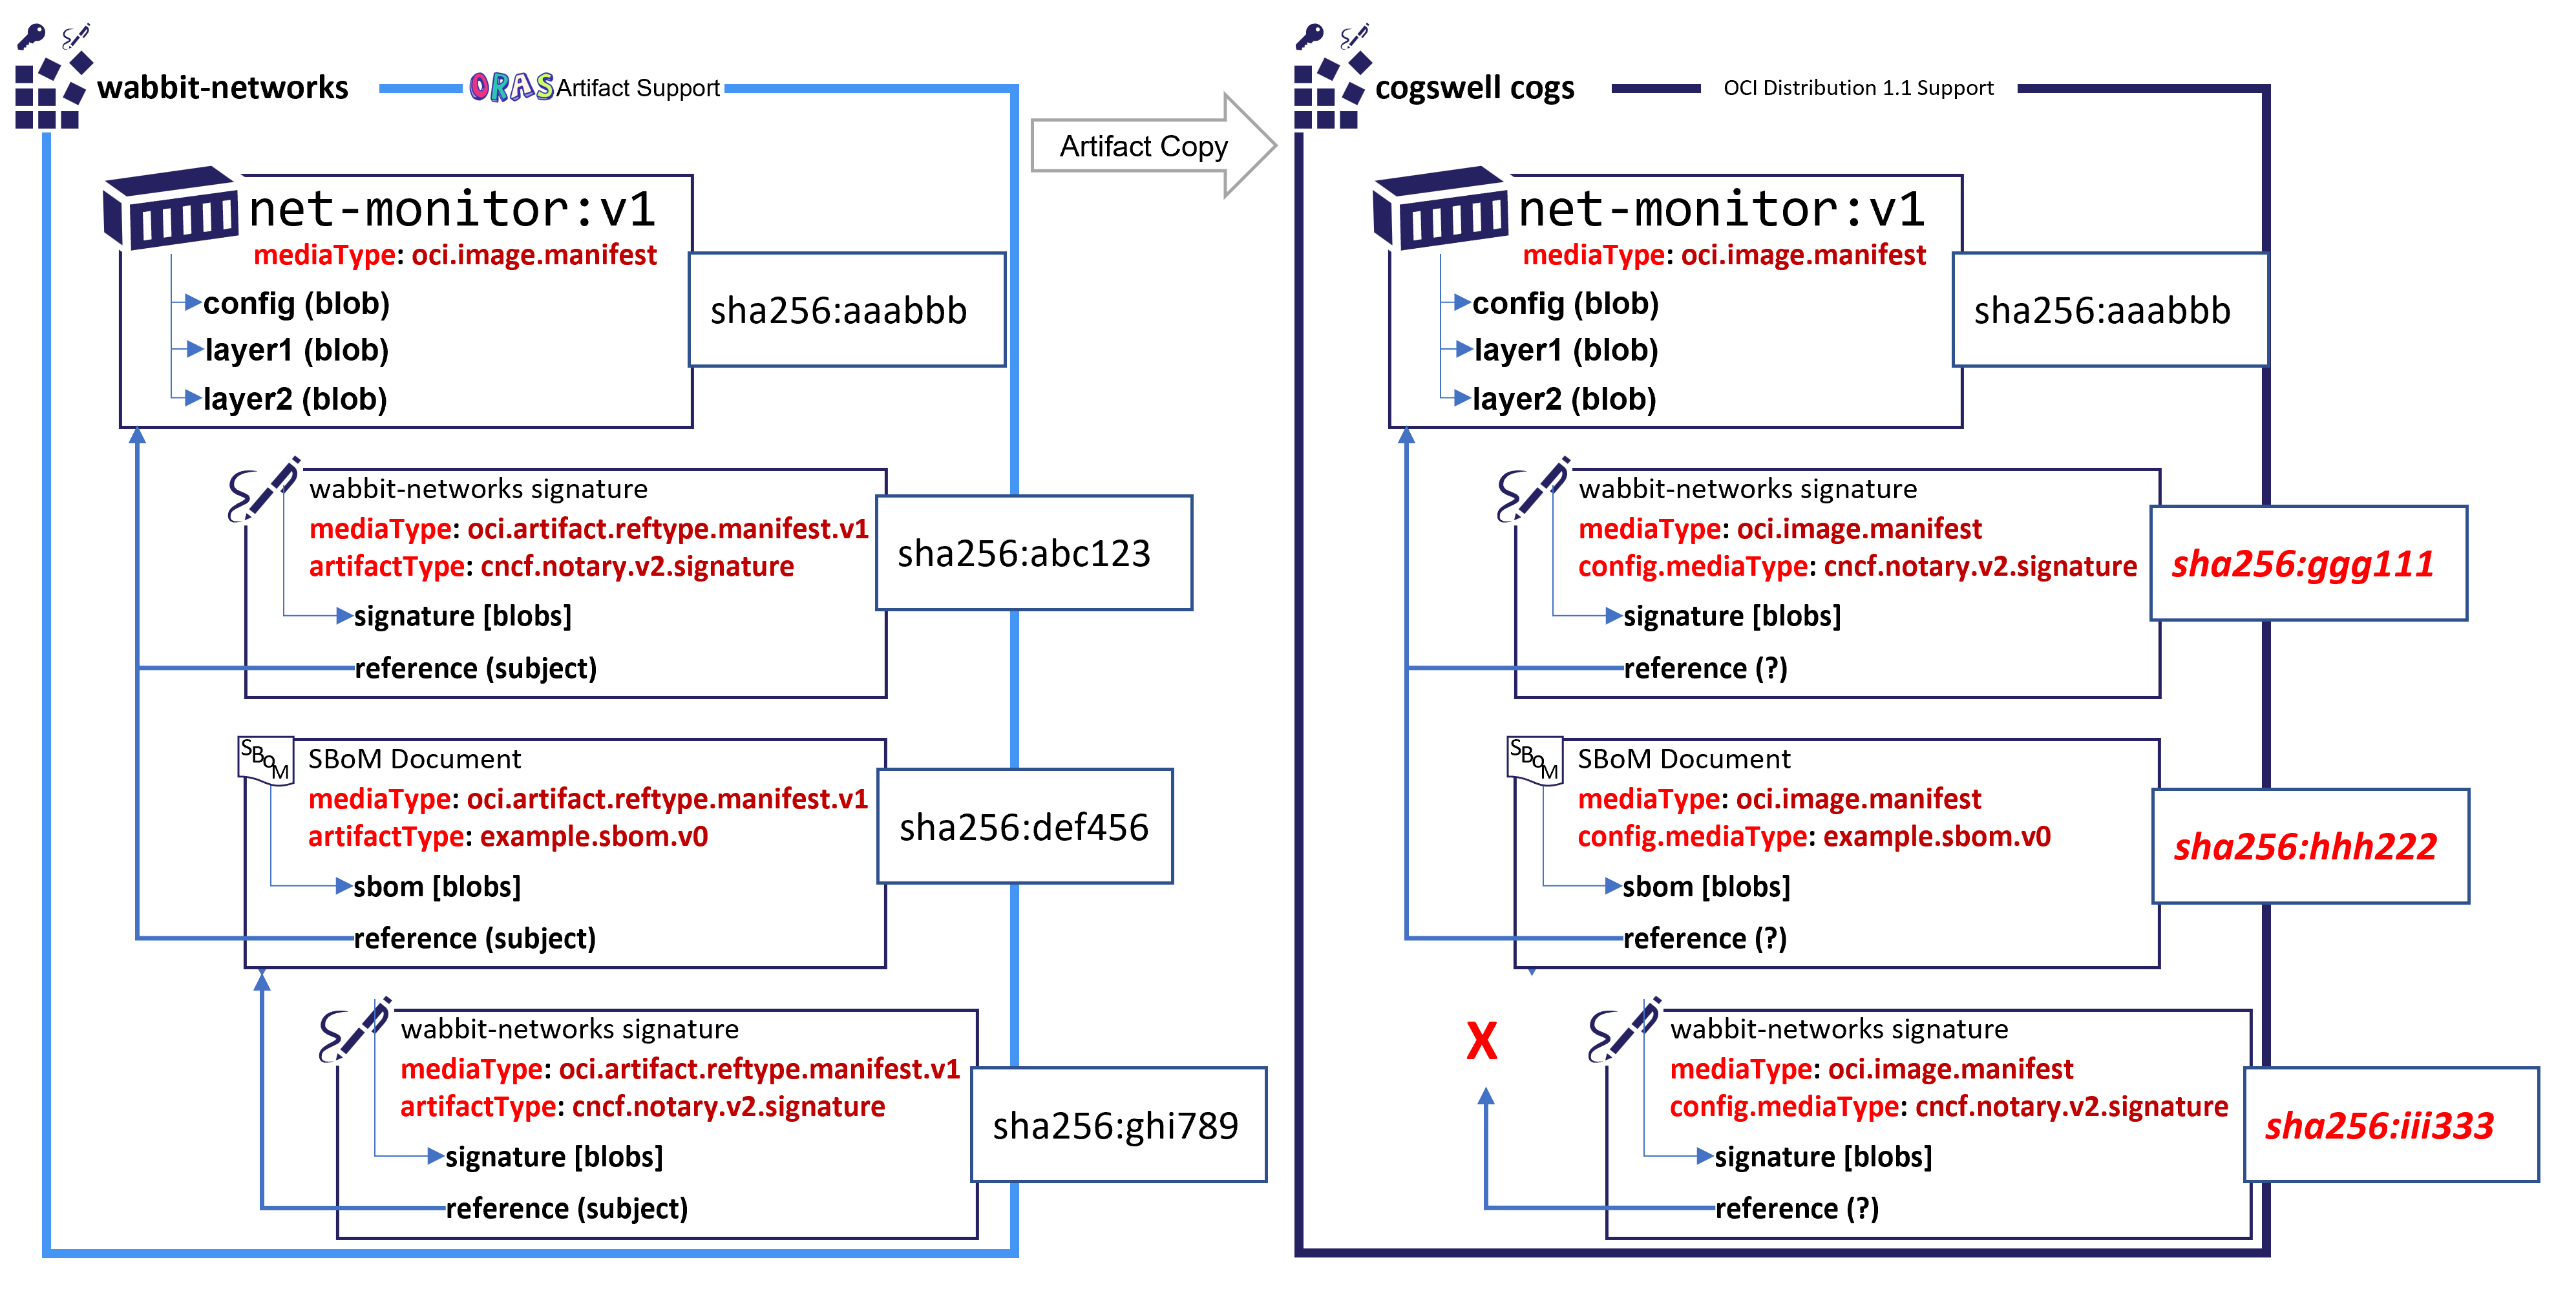 wabbit-networks
ORAS Artifact Support
net-monitor:v1
mediaType: oci.image.manifest
config (blob)
layer1 (blob)
layer2 (blob)
sha256:aaabbb
wabbit-networks signature
mediaType: oci.artifact.reftype.manifest.v1
artifactType: cncf.notary.v2.signature
signature [blobs]
reference (subject)
sha256:abc123
SBoM
SBoM Document
mediaType: oci.artifact.reftype.manifest.v1
artifactType: example.sbom.v0
sbom [blobs]
reference (subject)
sha256:def456
wabbit-networks signature
mediaType: oci.artifact.reftype.manifest.v1
artifactType: cncf.notary.v2.signature
signature [blobs]
reference (subject)
sha256:ghi789
Artifact Copy
cogswell cogs
OCI Distribution 1.1 Support
net-monitor:v1
mediaType: oci.image.manifest
config (blob)
layer1 (blob)
layer2 (blob)
sha256:aaabbb
wabbit-networks signature
mediaType: oci.image.manifest
config.mediaType: cncf.notary.v2.signature
signature [blobs]
reference (?)
sha256:ggg111
SBoM
SBoM Document
mediaType: oci.image.manifest
config.mediaType: example.sbom.v0
sbom [blobs]
reference (?)
sha256:hhh222
X
wabbit-networks signature
mediaType: oci.image.manifest
config.mediaType: cncf.notary.v2.signature
signature [blobs]
reference (?)
sha256:iii333